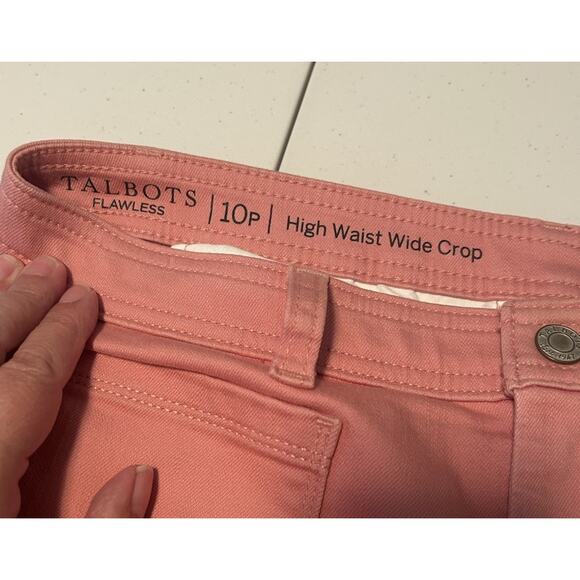 TALBOTS
FLAWLESS
10P
High Waist Wide Crop